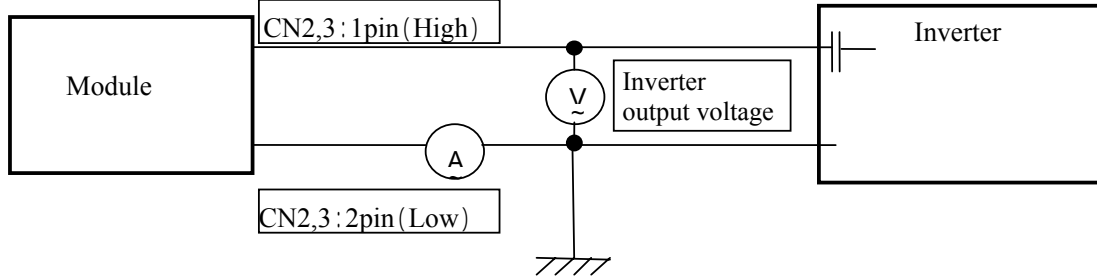 CN2,3：1pin（High）
Inverter
Module
Inverter
output voltage
V
~
A
~
CN2,3：2pin（Low）